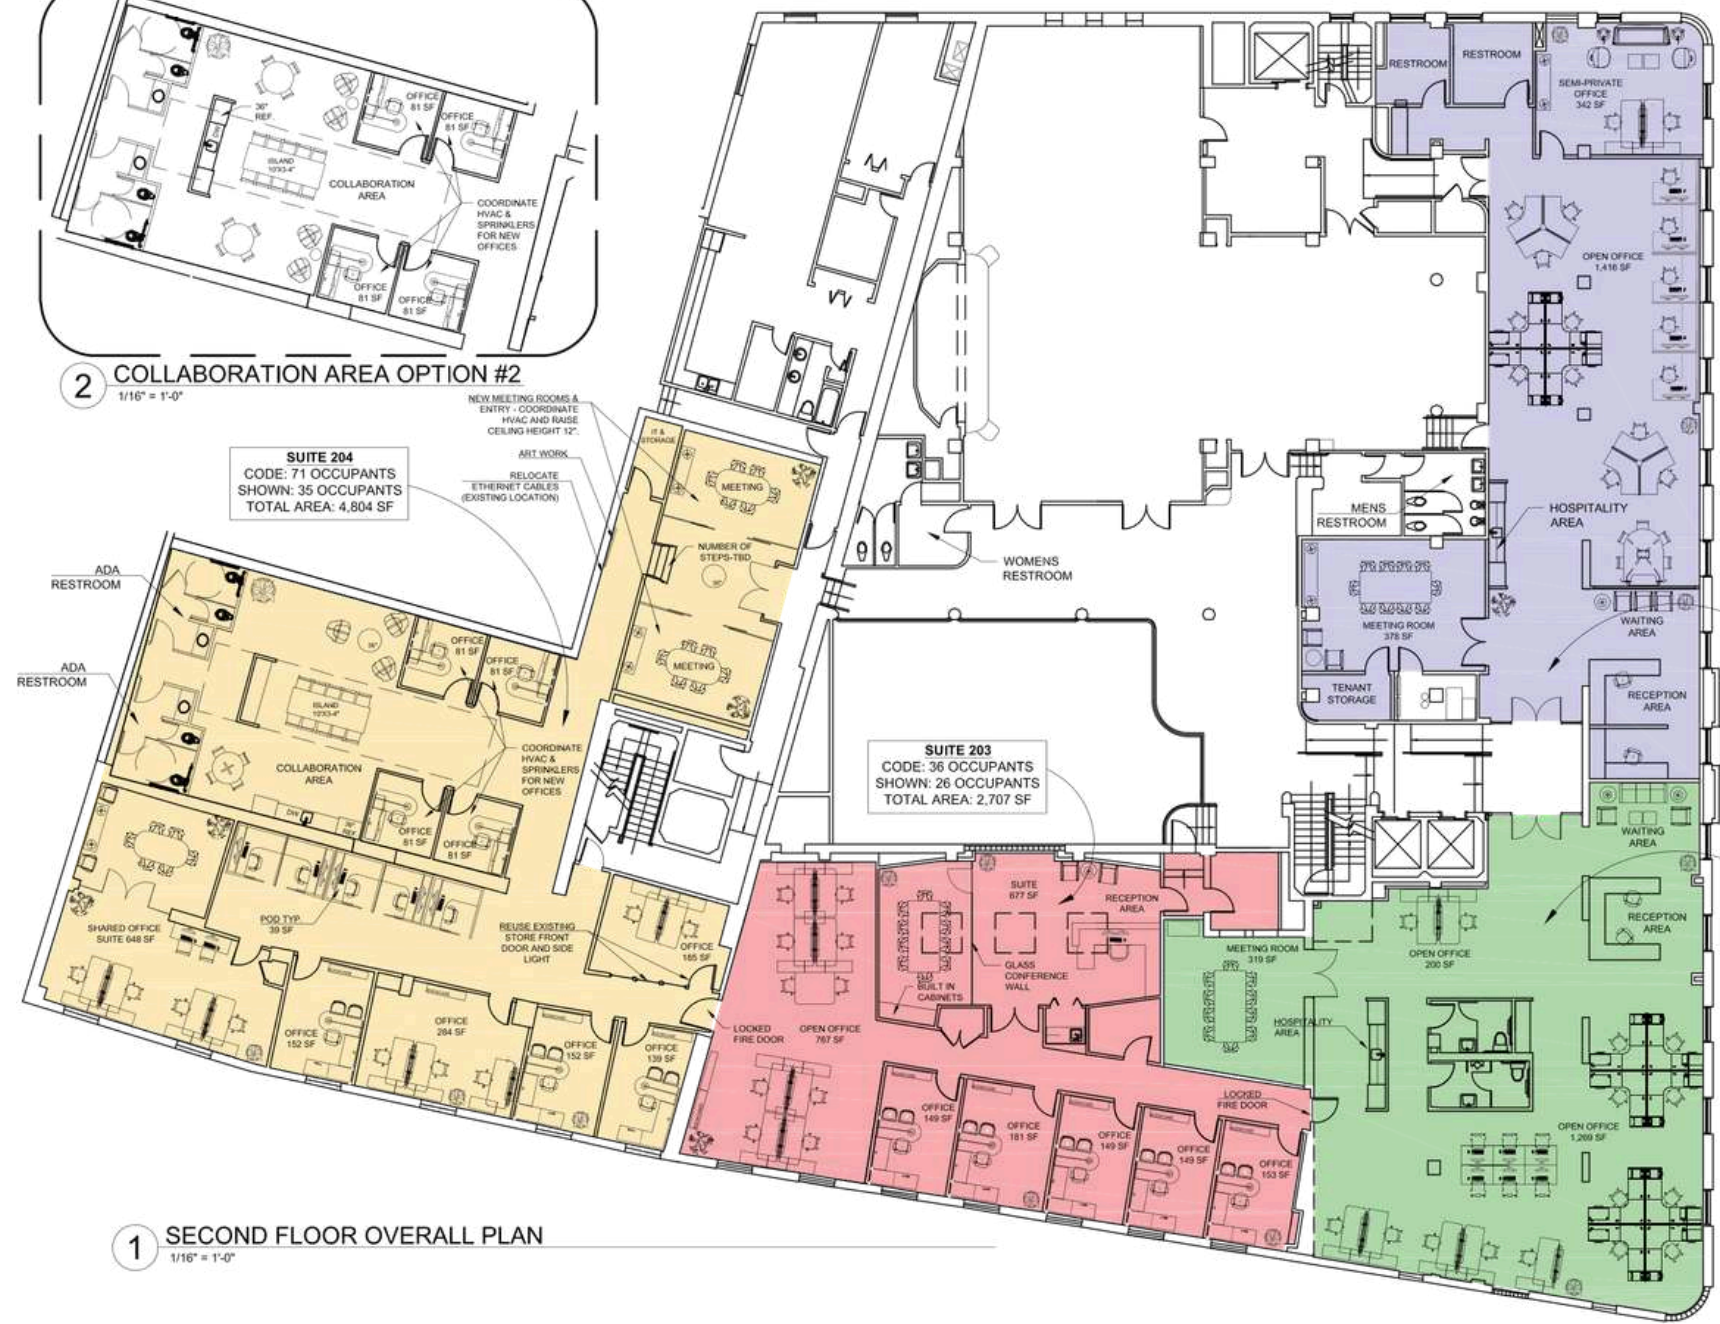 36"
REF.
DW
OFFICE
81 SF
OFFICE
81 SF
ISLAND
10'X3'-4"
COLLABORATION
AREA
COORDINATE
HVAC &
SPRINKLERS
FOR NEW
OFFICES
OFFICE
81 SF
OFFICE
81 SF
2
COLLABORATION AREA OPTION #2
1/16" = 1'-0"
RESTROOM
RESTROOM
SEMI-PRIVATE
OFFICE
342 SF
OPEN OFFICE
1,416 SF
HOSPITALITY
AREA
MENS
RESTROOM
MEETING ROOM
378 SF
WAITING
AREA
TENANT
STORAGE
RECEPTION
AREA
WOMENS
RESTROOM
NEW MEETING ROOMS &
ENTRY - COORDINATE
HVAC AND RAISE
CEILING HEIGHT 12".
ART WORK
RELOCATE
ETHERNET CABLES
(EXISTING LOCATION)
IT &
STORAGE
MEETING
NUMBER OF
STEPS-TBD
MEETING
SUITE 204
CODE: 71 OCCUPANTS
SHOWN: 35 OCCUPANTS
TOTAL AREA: 4,804 SF
ADA
RESTROOM
ADA
RESTROOM
OFFICE
81 SF
OFFICE
81 SF
ISLAND
10'X3'-4"
COLLABORATION
AREA
COORDINATE
HVAC &
SPRINKLERS
FOR NEW
OFFICES
DW
36"
REF.
OFFICE
81 SF
OFFICE
81 SF
SHARED OFFICE
SUITE 648 SF
POD TYP.
39 SF
REUSE EXISTING
STORE FRONT
DOOR AND SIDE
LIGHT
OFFICE
185 SF
OFFICE
152 SF
OFFICE
284 SF
OFFICE
152 SF
OFFICE
139 SF
LOCKED
FIRE DOOR
SUITE 203
CODE: 36 OCCUPANTS
SHOWN: 26 OCCUPANTS
TOTAL AREA: 2,707 SF
SUITE
677 SF
RECEPTION
AREA
GLASS
CONFERENCE
WALL
BUILT IN
CABINETS
OPEN OFFICE
767 SF
OFFICE
149 SF
OFFICE
181 SF
OFFICE
149 SF
OFFICE
149 SF
OFFICE
153 SF
LOCKED
FIRE DOOR
WAITING
AREA
RECEPTION
AREA
MEETING ROOM
319 SF
OPEN OFFICE
200 SF
HOSPITALITY
AREA
OPEN OFFICE
1,269 SF
1
SECOND FLOOR OVERALL PLAN
1/16" = 1'-0"